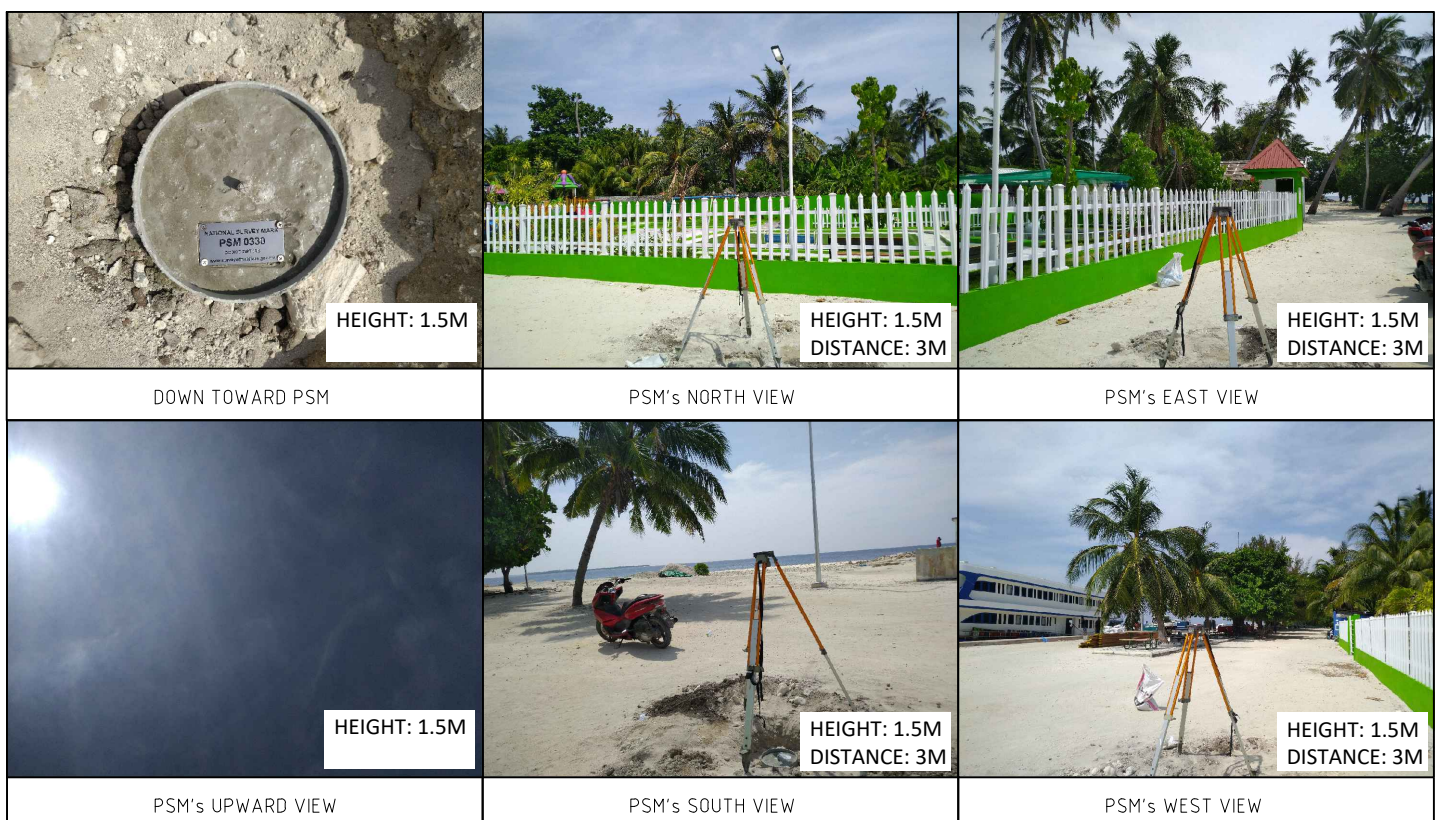 NATIONAL SURVEY MARK
PSM 0330
HEIGHT: 1.5M
HEIGHT: 1.5M
DISTANCE: 3M
HEIGHT: 1.5M
DISTANCE: 3M
DOWN TOWARD PSM
PSM's NORTH VIEW
PSM's EAST VIEW
HEIGHT: 1.5M
HEIGHT: 1.5M
DISTANCE: 3M
HEIGHT: 1.5M
DISTANCE: 3M
PSM's UPWARD VIEW
PSM's SOUTH VIEW
PSM's WEST VIEW